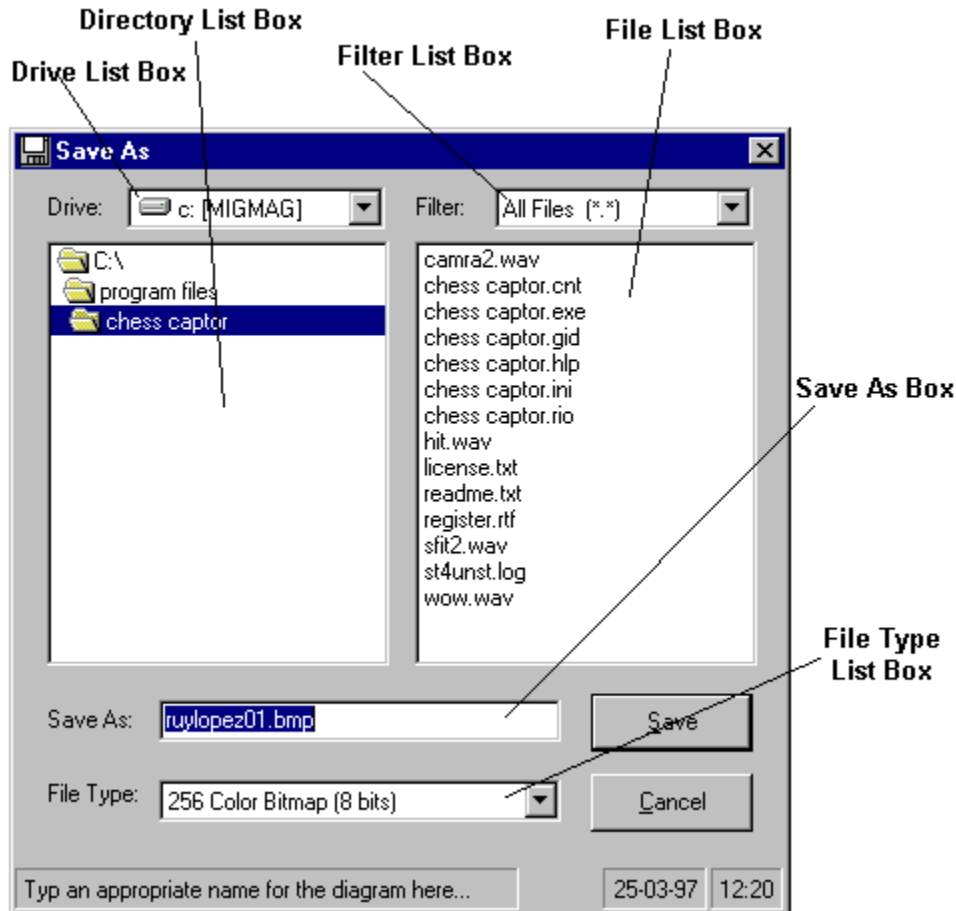 Directory List Box
File List Box
Filter List Box
Drive List Box
Save As
Drive: c: [MIGMAG] Filter: All Files (*.*)
C:\
program files
chess captor
camra2.wav
chess captor.cnt
chess captor.exe
chess captor.gid
chess captor.hlp
chess captor.ini
chess captor.rio
hit.wav
license.txt
readme.txt
register.rtf
sfit2.wav
st4unst.log
wow.wav
Save As Box
File Type
List Box
Save As: ruylopez01.bmp Save
File Type: 256 Color Bitmap (8 bits) Cancel
Typ an appropriate name for the diagram here... 25-03-97 12:20